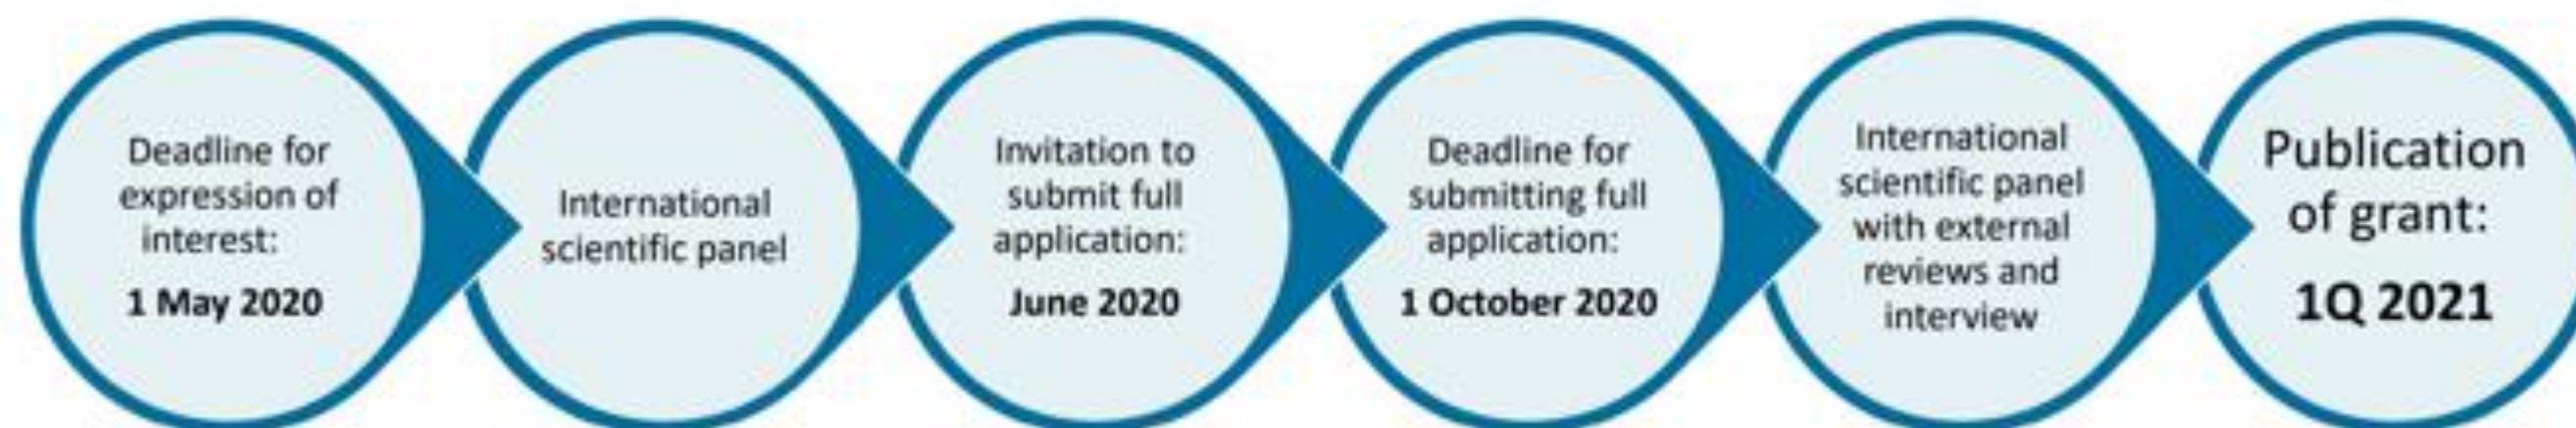 Deadline for
expression of
interest:
1 May 2020
International
scientific panel
Invitation to
submit full
application:
June 2020
Deadline for
submitting full
application:
1 October 2020
International
scientific panel
with external
reviews and
interview
Publication
of grant:
1Q 2021